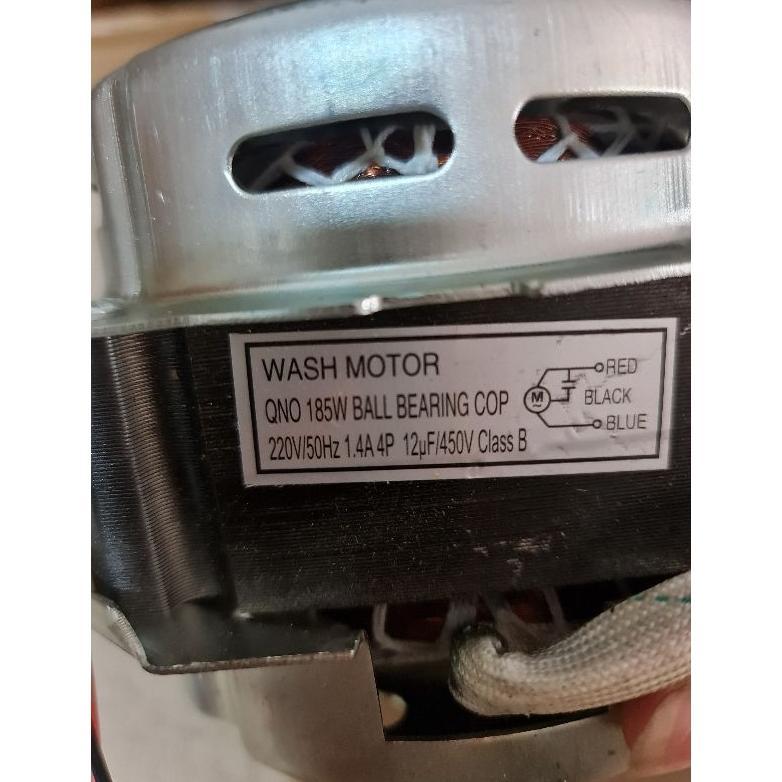 WASH MOTOR
QNO 185W BALL BEARING COP
220V/50Hz 1.4A 4P 12µF/450V Class B
RED
M
~
BLACK
BLUE